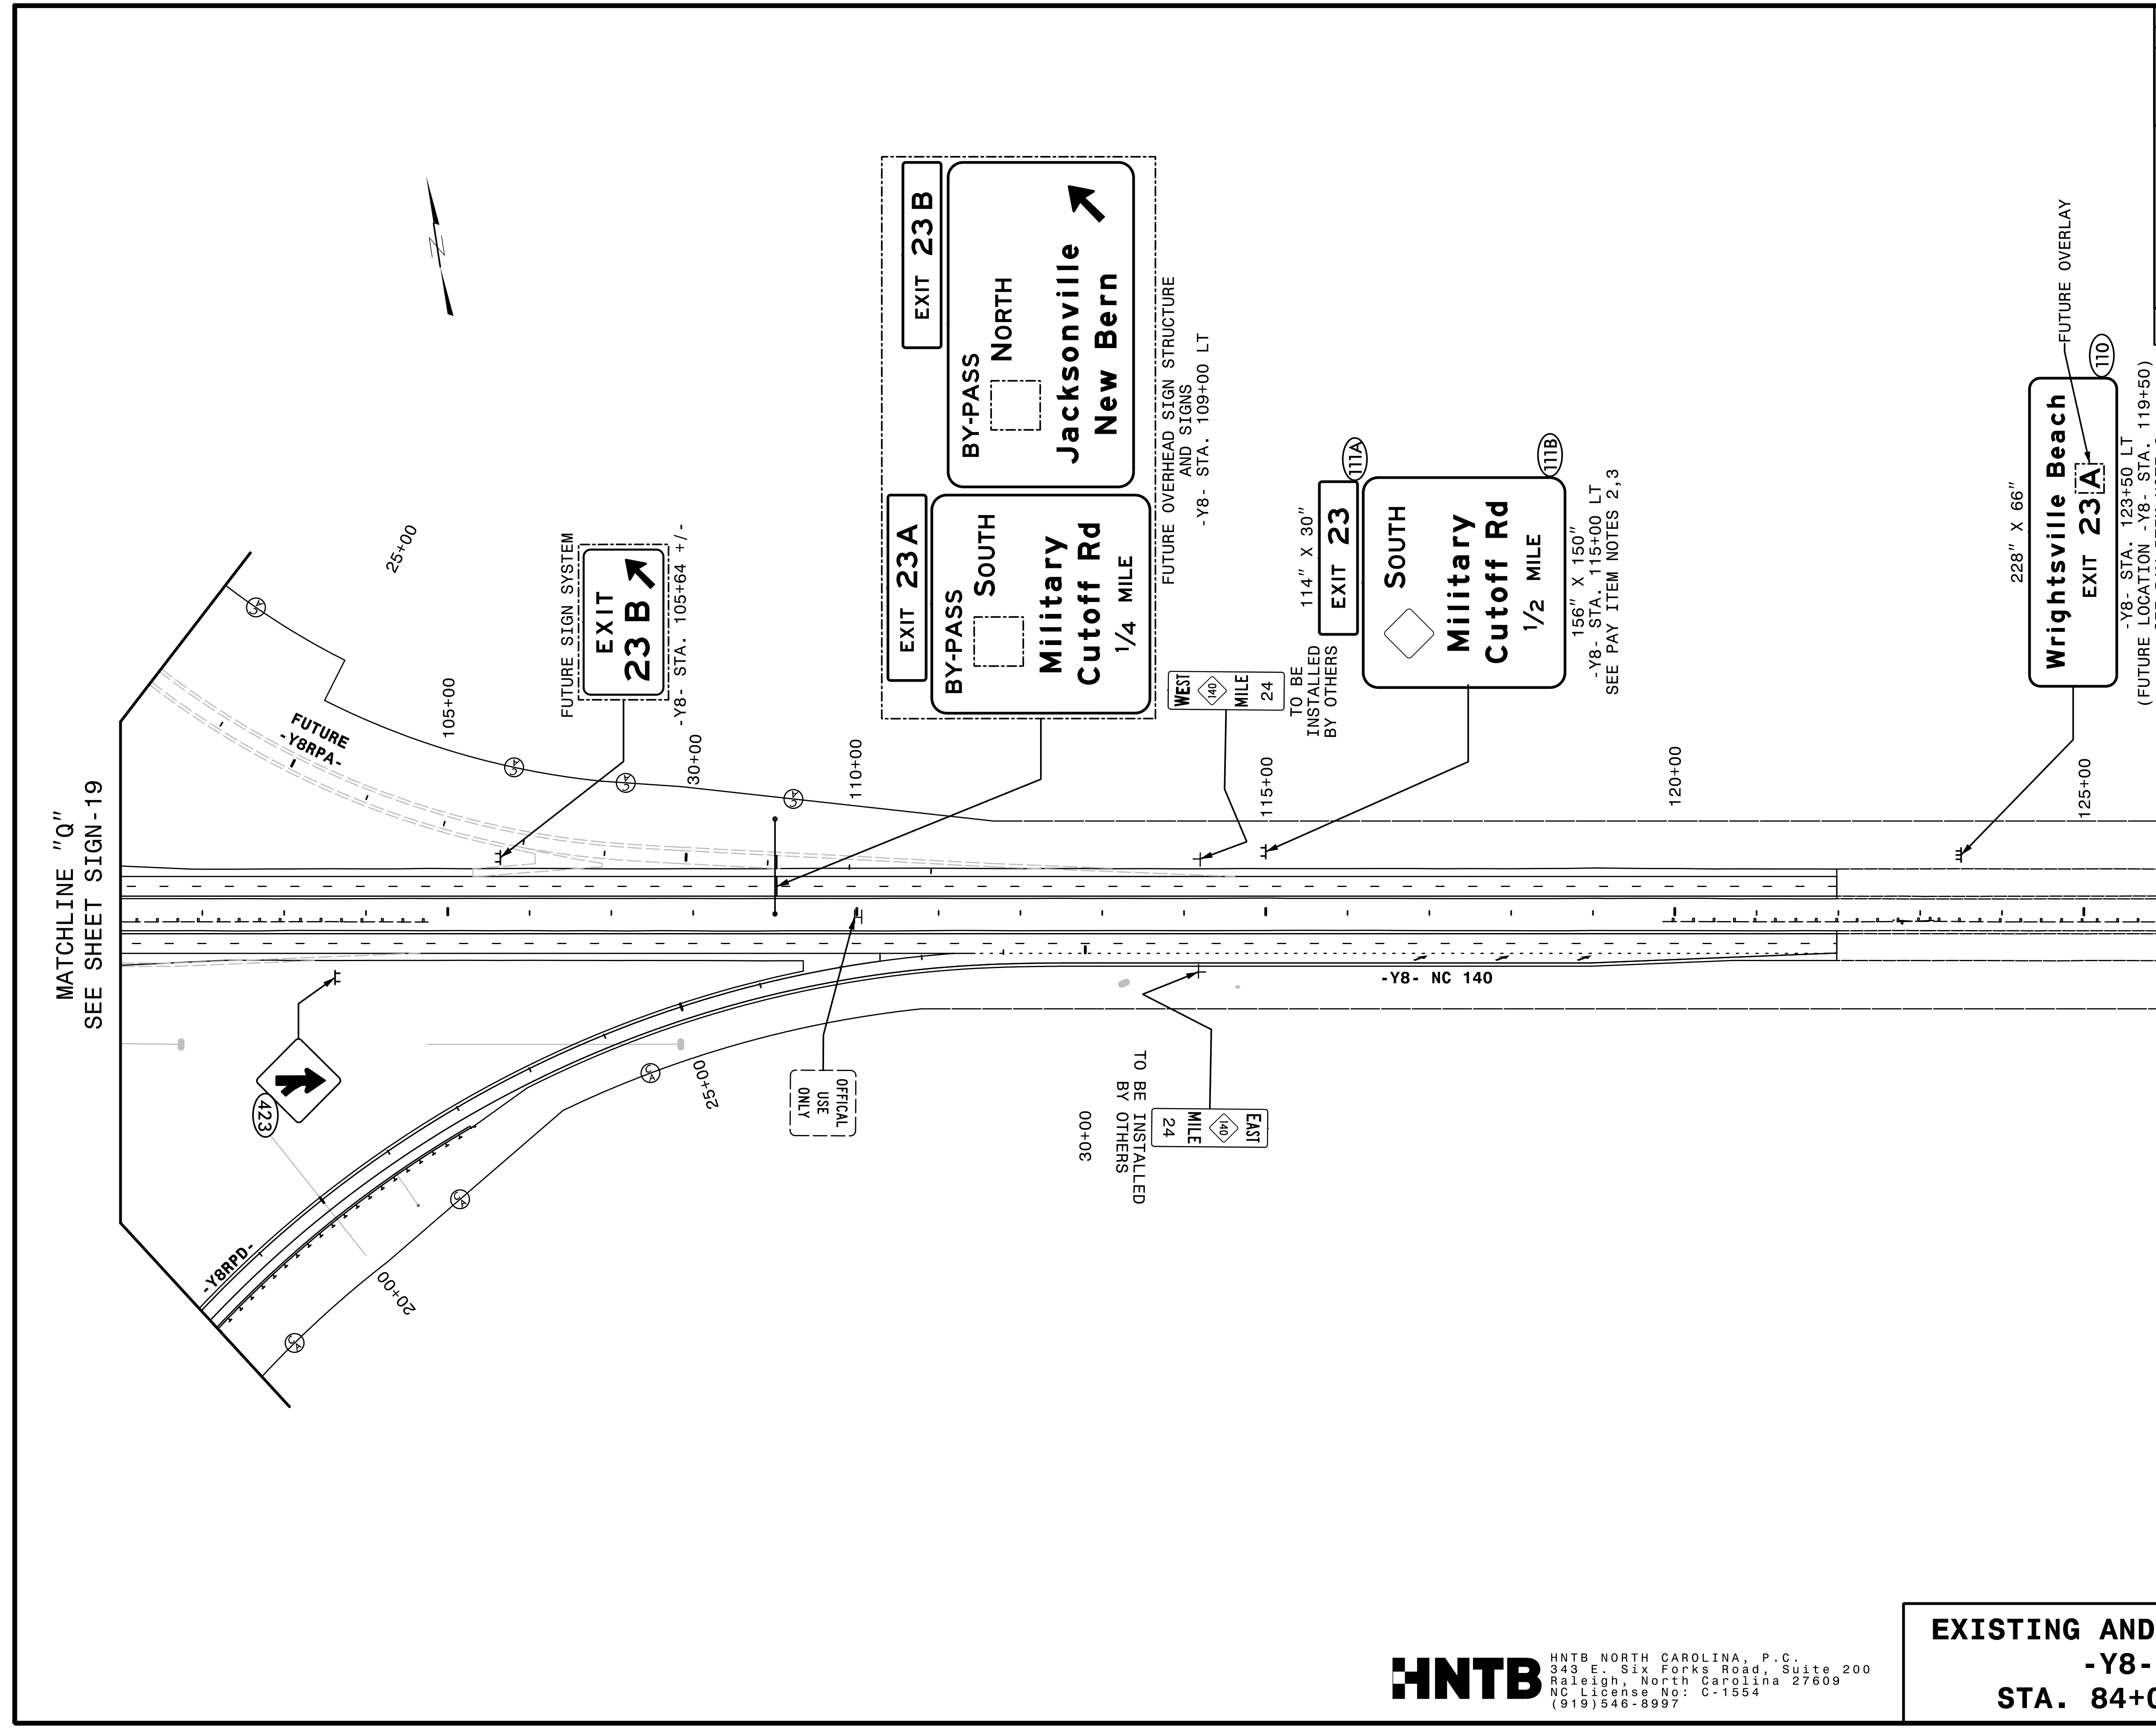 MATCHLINE "Q"
SEE SHEET SIGN-19
25+00
FUTURE
-Y8RPA-
105+00
FUTURE SIGN SYSTEM
EXIT
23 B
-Y8- STA. 105+64 +/-
30+00
110+00
EXIT 23 B
BY-PASS
NORTH
Jacksonville
New Bern
EXIT 23 A
BY-PASS
SOUTH
Military
Cutoff Rd
1/4 MILE
FUTURE OVERHEAD SIGN STRUCTURE
AND SIGNS
-Y8- STA. 109+00 LT
WEST
140
MILE
24
TO BE
INSTALLED
BY OTHERS
115+00
114" X 30"
EXIT 23
111A
SOUTH
Military
Cutoff Rd
1/2 MILE
111B
156" X 150"
-Y8- STA. 115+00 LT
SEE PAY ITEM NOTES 2,3
120+00
228" X 66"
Wrightsville Beach
EXIT 23 A
110
FUTURE OVERLAY
-Y8- STA. 123+50 LT
(FUTURE LOCATION -Y8- STA. 119+50)
125+00
-Y8- NC 140
423
-Y8RPD-
20+00
25+00
OFFICAL
USE
ONLY
30+00
TO BE INSTALLED
BY OTHERS
EAST
140
MILE
24
C
A
C
A
C
A
C
A
C
A
C
A
C
A
N
HNTB
HNTB NORTH CAROLINA, P.C.
343 E. Six Forks Road, Suite 200
Raleigh, North Carolina 27609
NC License No: C-1554
(919)546-8997
EXISTING AND
-Y8-
STA. 84+0